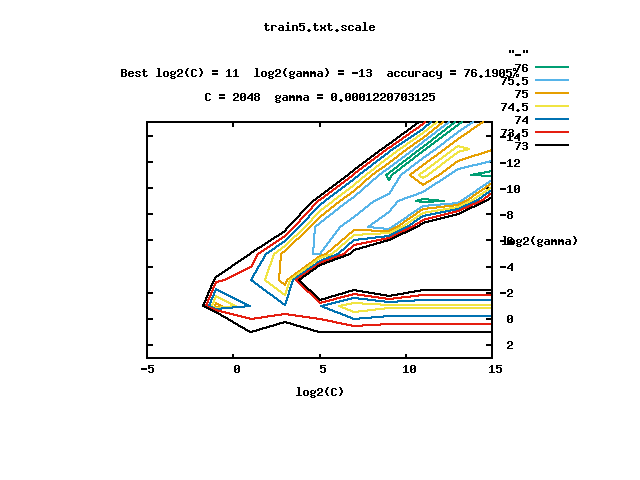 train5.txt.scale
"-"
Best log2(C) = 11 log2(gamma) = -13 accuracy = 76.1905%
76
75.5
C = 2048 gamma = 0.0001220703125
75
74.5
74
73.5
73
-14
-12
-10
-8
-6
log2(gamma)
-4
-2
0
2
-5 0 5 10 15
log2(C)